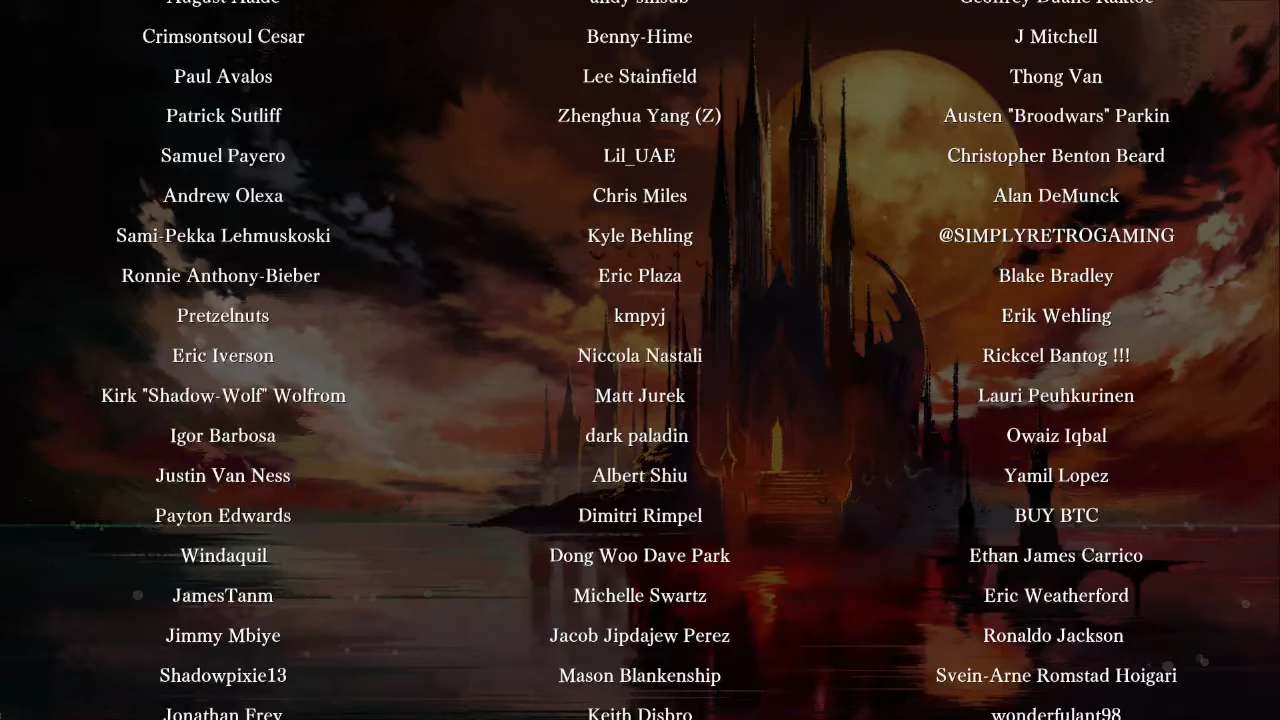 Crimsontsoul Cesar
Benny-Hime
J Mitchell
Paul Avalos
Lee Stainfield
Thong Van
Patrick Sutliff
Zhenghua Yang (Z)
Austen "Broodwars" Parkin
Samuel Payero
Lil_UAE
Christopher Benton Beard
Andrew Olexa
Chris Miles
Alan DeMunck
Sami-Pekka Lehmuskoski
Kyle Behling
@SIMPLYRETROGAMING
Ronnie Anthony-Bieber
Eric Plaza
Blake Bradley
Pretzelnuts
kmpyj
Erik Wehling
Eric Iverson
Niccola Nastali
Rickcel Bantog !!!
Kirk "Shadow-Wolf" Wolfrom
Matt Jurek
Lauri Peuhkurinen
Igor Barbosa
dark paladin
Owaiz Iqbal
Justin Van Ness
Albert Shiu
Yamil Lopez
Payton Edwards
Dimitri Rimpel
BUY BTC
Windaquil
Dong Woo Dave Park
Ethan James Carrico
JamesTanm
Michelle Swartz
Eric Weatherford
Jimmy Mbiye
Jacob Jipdajew Perez
Ronaldo Jackson
Shadowpixie13
Mason Blankenship
Svein-Arne Romstad Hoigari
Jonathan Frey
Keith Disbro
wonderfulant98